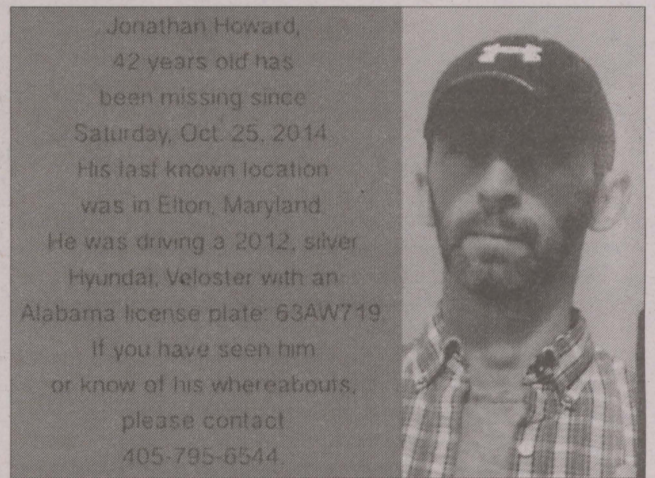 Jonathan Howard,
42 years old has
been missing since
Saturday, Oct. 25, 2014.
His last known location
was in Elton, Maryland.
He was driving a 2012, silver
Hyundai, Veloster with an
Alabama license plate: 63AW719.
If you have seen him
or know of his whereabouts,
please contact
405-795-6544.